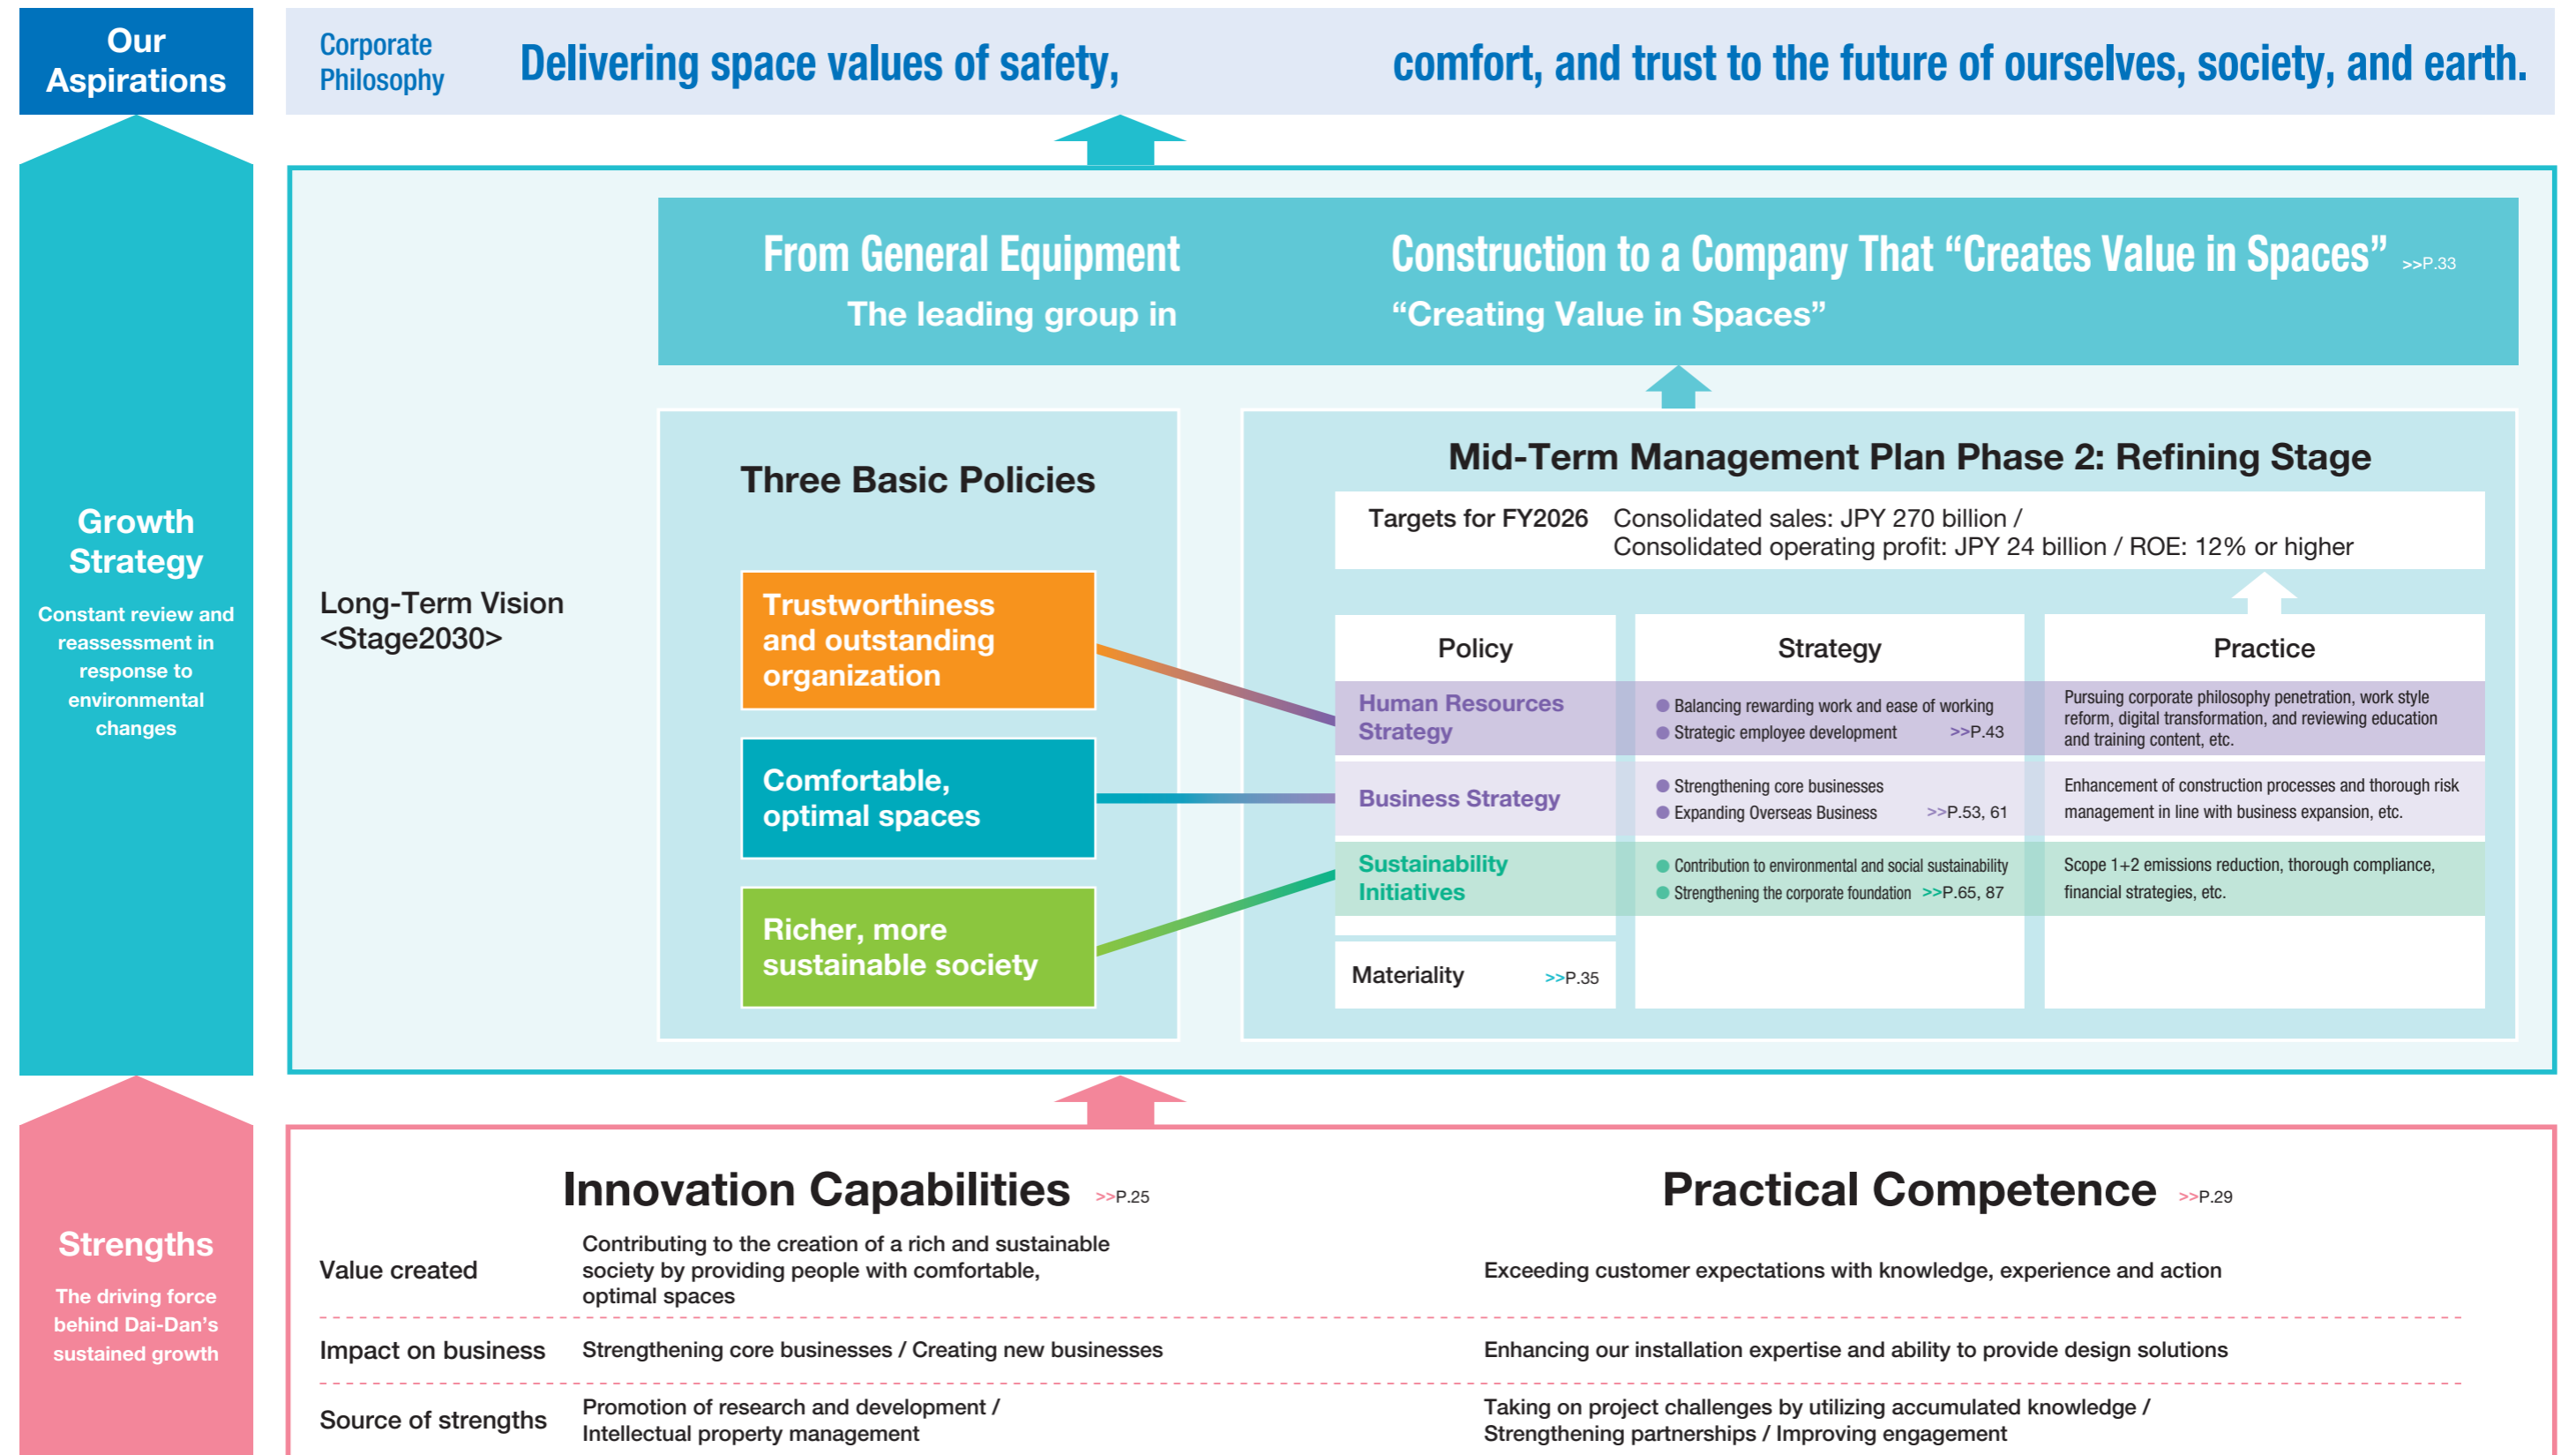 Our
Aspirations
Corporate
Philosophy
Delivering space values of safety,
comfort, and trust to the future of ourselves, society, and earth.
Growth
Strategy
Constant review and
reassessment in
response to
environmental
changes
From General Equipment
Construction to a Company That “Creates Value in Spaces” >>P.33
The leading group in
“Creating Value in Spaces”
Long-Term Vision
<Stage2030>
Three Basic Policies
Trustworthiness
and outstanding
organization
Comfortable,
optimal spaces
Richer, more
sustainable society
Mid-Term Management Plan Phase 2: Refining Stage
Targets for FY2026 Consolidated sales: JPY 270 billion /
Consolidated operating profit: JPY 24 billion / ROE: 12% or higher
Policy
Strategy
Practice
Human Resources
Strategy
● Balancing rewarding work and ease of working
● Strategic employee development >>P.43
Pursuing corporate philosophy penetration, work style
reform, digital transformation, and reviewing education
and training content, etc.
Business Strategy
● Strengthening core businesses
● Expanding Overseas Business >>P.53, 61
Enhancement of construction processes and thorough risk
management in line with business expansion, etc.
Sustainability
Initiatives
● Contribution to environmental and social sustainability
● Strengthening the corporate foundation >>P.65, 87
Scope 1+2 emissions reduction, thorough compliance,
financial strategies, etc.
Materiality >>P.35
Strengths
The driving force
behind Dai-Dan’s
sustained growth
Innovation Capabilities >>P.25
Practical Competence >>P.29
Value created
Contributing to the creation of a rich and sustainable
society by providing people with comfortable,
optimal spaces
Exceeding customer expectations with knowledge, experience and action
Impact on business
Strengthening core businesses / Creating new businesses
Enhancing our installation expertise and ability to provide design solutions
Source of strengths
Promotion of research and development /
Intellectual property management
Taking on project challenges by utilizing accumulated knowledge /
Strengthening partnerships / Improving engagement